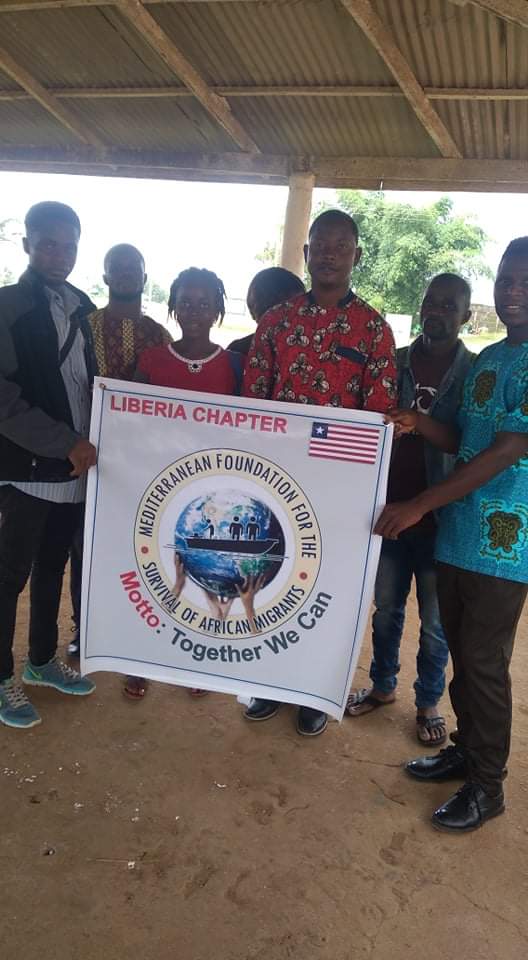 LIBERIA CHAPTER
MEDITERRANEAN FOUNDATION FOR THE
SURVIVAL OF AFRICAN MIGRANTS
Motto: Together We Can